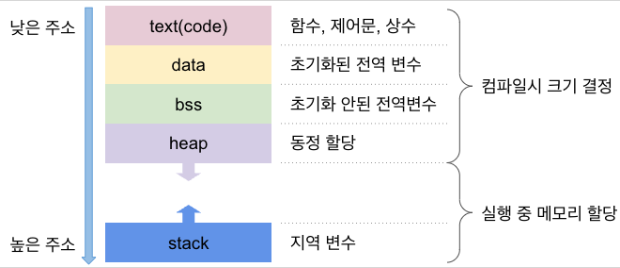 낮은 주소
text(code)
함수, 제어문, 상수
data
초기화된 전역 변수
bss
초기화 안된 전역변수
컴파일시 크기 결정
heap
동정 할당
실행 중 메모리 할당
높은 주소
stack
지역 변수